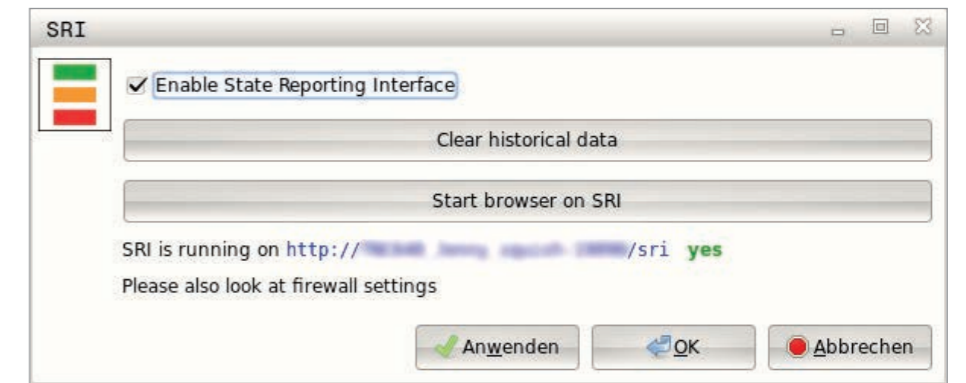 SRI
Enable State Reporting Interface
Clear historical data
Start browser on SRI
SRI is running on http:// /sri yes
Please also look at firewall settings
Anwenden OK Abbrechen